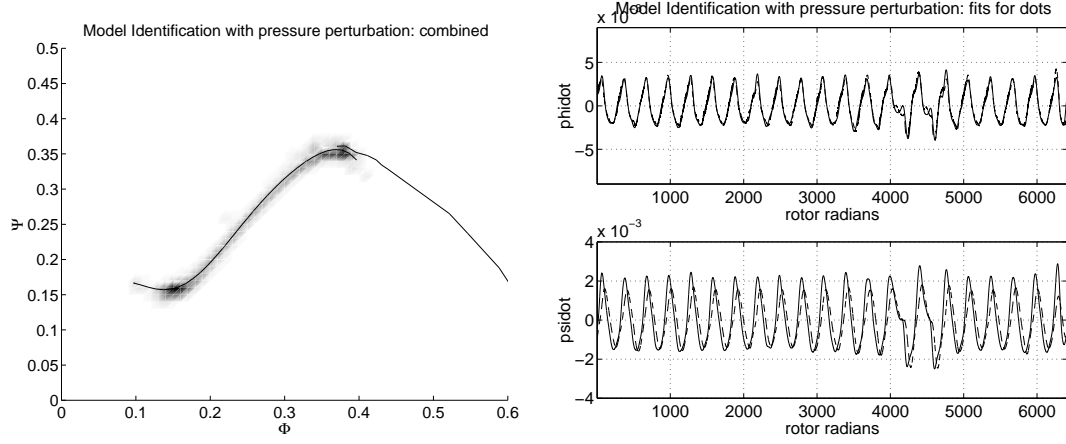 Model Identification with pressure perturbation: combined
0.5
0.45
0.4
0.35
0.3
0.25
0.2
0.15
0.1
0.05
0
Ψ
0 0.1 0.2 0.3 0.4 0.5 0.6
Φ
Model Identification with pressure perturbation: fits for dots
5
0
−5
phidot
1000 2000 3000 4000 5000 6000
rotor radians
x 10−3
4
2
0
−2
−4
psidot
1000 2000 3000 4000 5000 6000
rotor radians